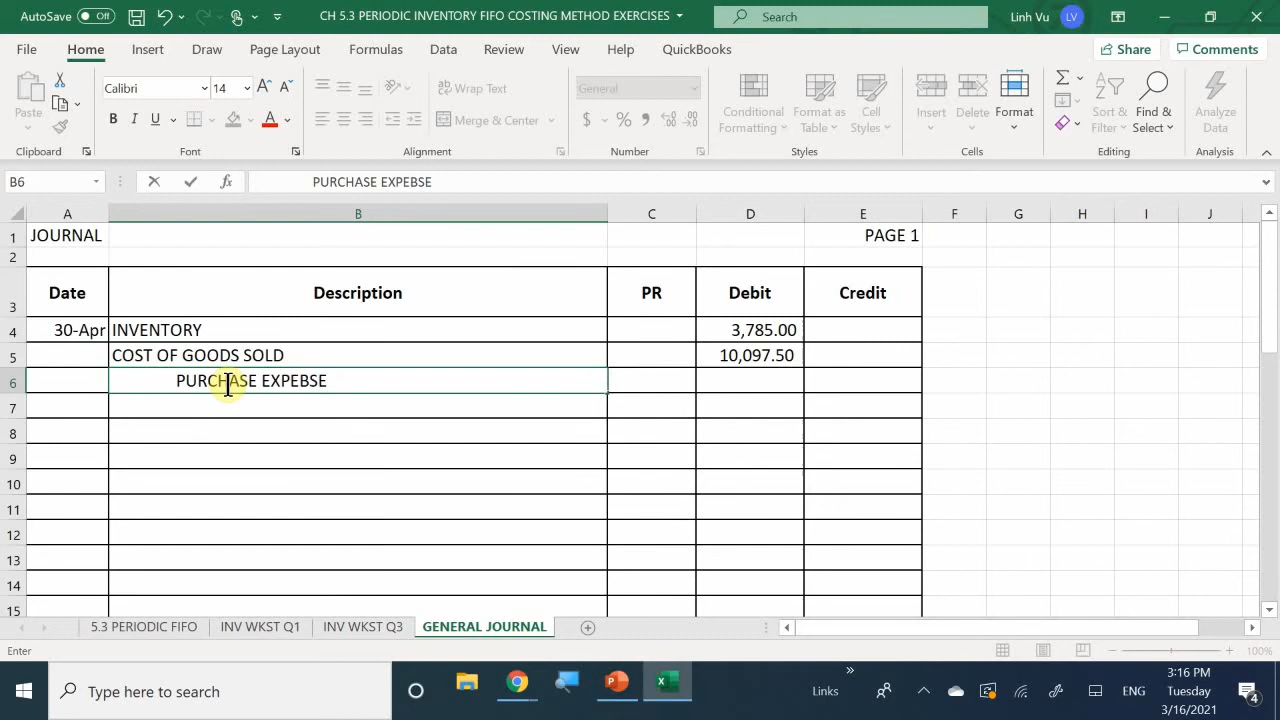 AutoSave Off CH 5.3 PERIODIC INVENTORY FIFO COSTING METHOD EXERCISES Search Linh Vu LV
File Home Insert Draw Page Layout Formulas Data Review View Help QuickBooks Share Comments
Paste Calibri 14 Wrap Text General Conditional Formatting Format as Table Cell Styles Insert Delete Format Sort & Filter Find & Select Analyze Data
B I U A Merge & Center $ %
Clipboard Font Alignment Number Styles Cells Editing Analysis
B6 fx PURCHASE EXPEBSE
A B C D E F G H I J
1 JOURNAL PAGE 1
2
3 Date Description PR Debit Credit
4 30-Apr INVENTORY 3,785.00
5 COST OF GOODS SOLD 10,097.50
6 PURCHASE EXPEBSE
7
8
9
10
11
12
13
14
15
5.3 PERIODIC FIFO INV WKST Q1 INV WKST Q3 GENERAL JOURNAL
Enter 100%
Type here to search Links ENG 3:16 PM
Tuesday
3/16/2021
4